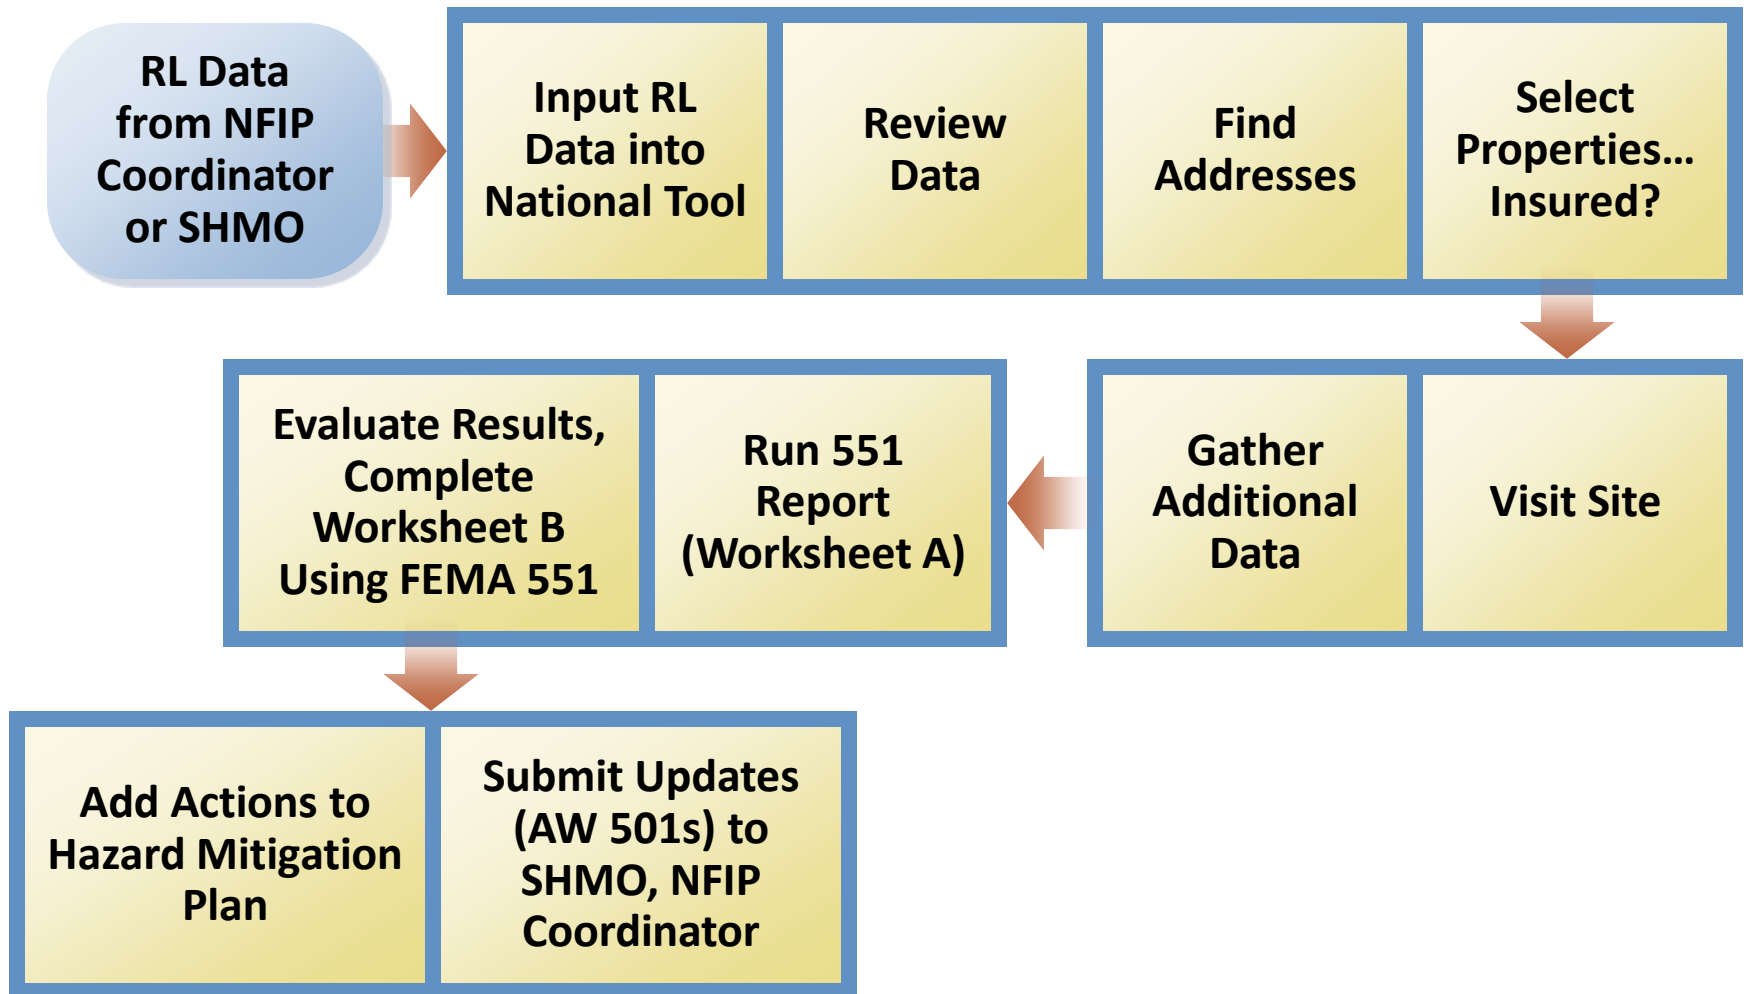 RL Data
from NFIP
Coordinator
or SHMO
Input RL
Data into
National Tool
Review
Data
Find
Addresses
Select
Properties...
Insured?
Visit Site
Gather
Additional
Data
Run 551
Report
(Worksheet A)
Evaluate Results,
Complete
Worksheet B
Using FEMA 551
Add Actions to
Hazard Mitigation
Plan
Submit Updates
(AW 501s) to
SHMO, NFIP
Coordinator